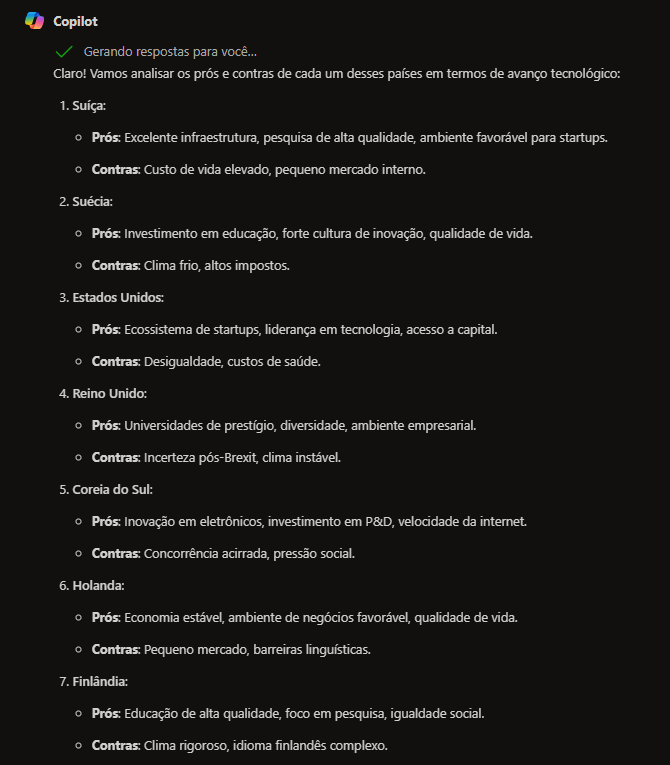 Copilot
Gerando respostas para você...
Claro! Vamos analisar os prós e contras de cada um desses países em termos de avanço tecnológico:
1. Suíça:
○ Prós: Excelente infraestrutura, pesquisa de alta qualidade, ambiente favorável para startups.
○ Contras: Custo de vida elevado, pequeno mercado interno.
2. Suécia:
○ Prós: Investimento em educação, forte cultura de inovação, qualidade de vida.
○ Contras: Clima frio, altos impostos.
3. Estados Unidos:
○ Prós: Ecossistema de startups, liderança em tecnologia, acesso a capital.
○ Contras: Desigualdade, custos de saúde.
4. Reino Unido:
○ Prós: Universidades de prestígio, diversidade, ambiente empresarial.
○ Contras: Incerteza pós-Brexit, clima instável.
5. Coreia do Sul:
○ Prós: Inovação em eletrônicos, investimento em P&D, velocidade da internet.
○ Contras: Concorrência acirrada, pressão social.
6. Holanda:
○ Prós: Economia estável, ambiente de negócios favorável, qualidade de vida.
○ Contras: Pequeno mercado, barreiras linguísticas.
7. Finlândia:
○ Prós: Educação de alta qualidade, foco em pesquisa, igualdade social.
○ Contras: Clima rigoroso, idioma finlandês complexo.